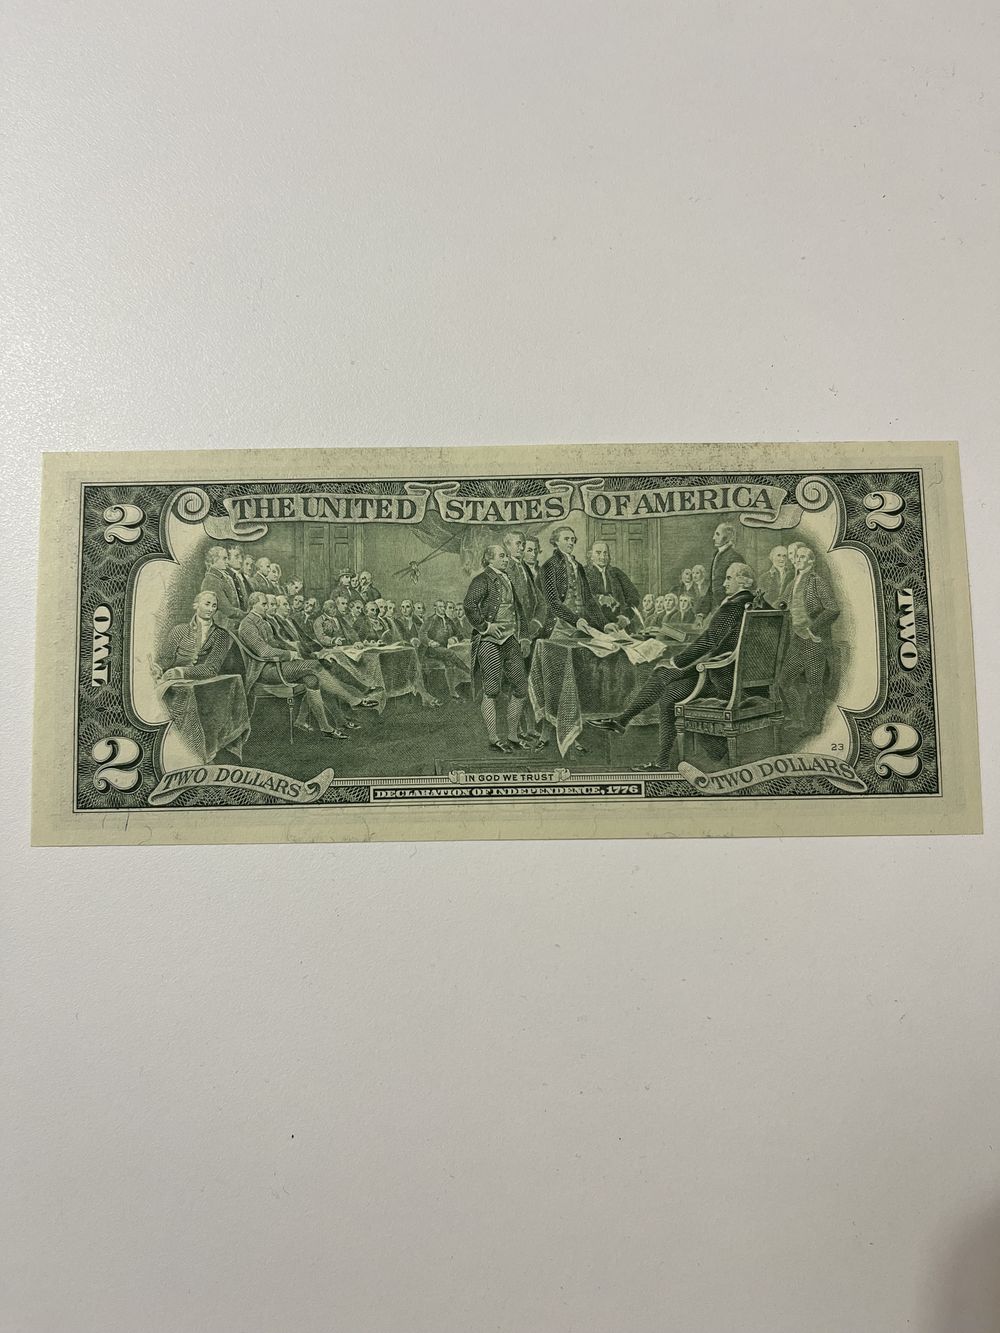 THE UNITED STATES OF AMERICA
2 2
TWO TWO
2 2
23
TWO DOLLARS TWO DOLLARS
IN GOD WE TRUST
DECLARATION OF INDEPENDENCE, 1776